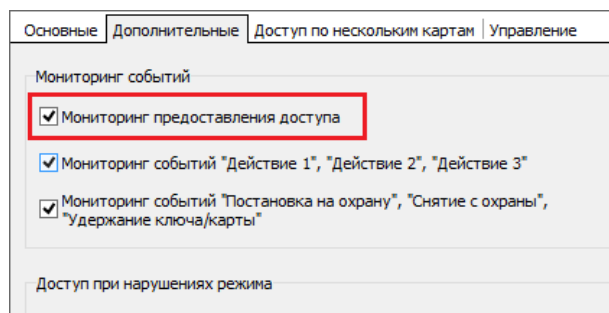 Основные Дополнительные Доступ по нескольким картам Управление
Мониторинг событий
Мониторинг предоставления доступа
Мониторинг событий "Действие 1", "Действие 2", "Действие 3"
Мониторинг событий "Постановка на охрану", "Снятие с охраны",
"Удержание ключа/карты"
Доступ при нарушениях режима